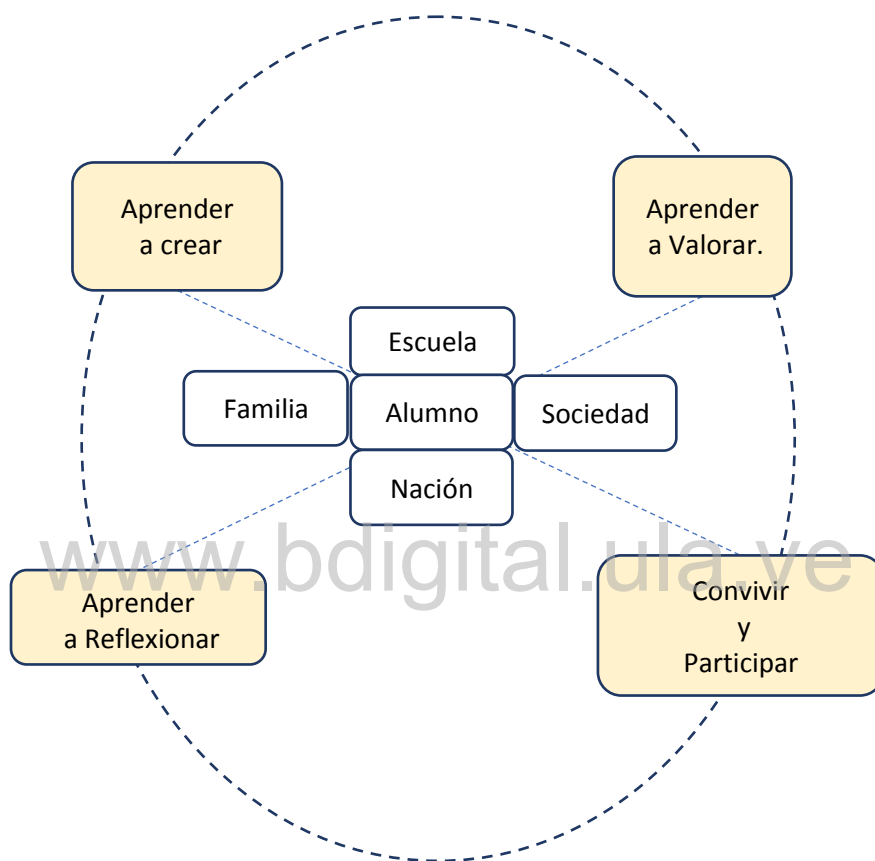 Aprender
a crear
Aprender
a Valorar.
Escuela
Familia
Alumno
Sociedad
Nación
www.bdigital.ula.ve
Aprender
a Reflexionar
Convivir
y
Participar